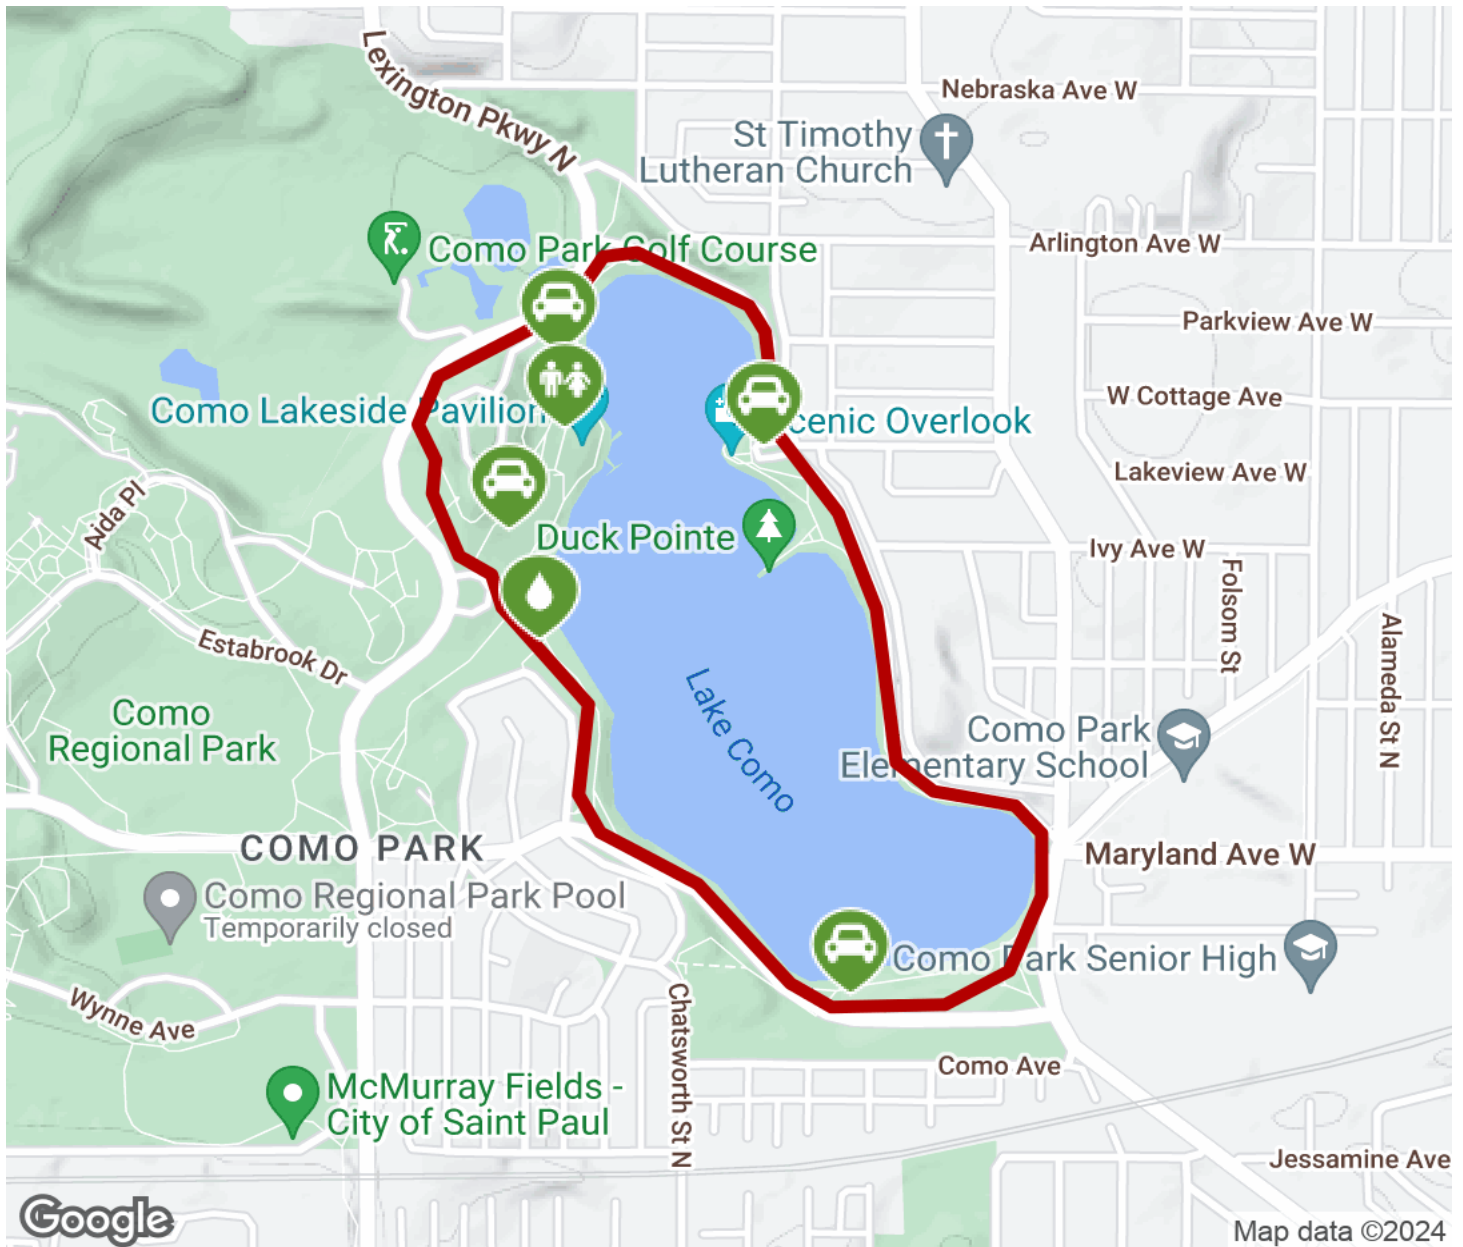 Lexington Pkwy N
Nebraska Ave W
St Timothy
Lutheran Church
Arlington Ave W
Como Park Golf Course
Parkview Ave W
W Cottage Ave
Como Lakeside Pavilion
cenic Overlook
Lakeview Ave W
Aida Pl
Duck Pointe
Ivy Ave W
Folsom St
Estabrook Dr
Alameda St N
Lake Como
Como
Regional Park
Como Park
Elementary School
COMO PARK
Maryland Ave W
Como Regional Park Pool
Temporarily closed
Como Park Senior High
Wynne Ave
Chatsworth St N
Como Ave
McMurray Fields -
City of Saint Paul
Jessamine Ave
Google
Map data ©2024